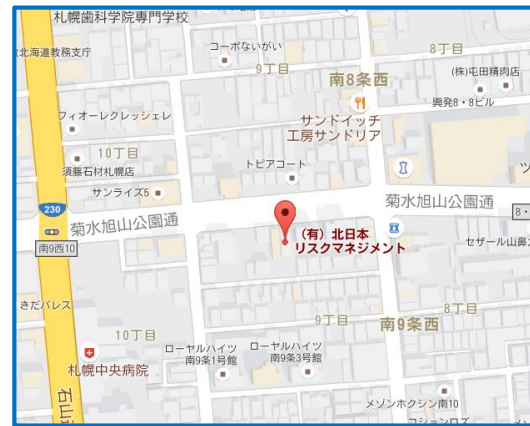 札幌歯科学院専門学校
北海道教務支庁
コーポないがい
8丁目
9丁目
南8条西
(株)屯田精肉店
フィオーレクレッシェレ
サンドイッチ
工房サンドリア
興発8・8ビル
10丁目
須藤石材札幌店
トピアコート
サンライズ5
菊水旭山公園通
230
菊水旭山公園通
8・
南9西10
(有) 北日本
リスクマネジメント
セザール山鼻
きだパレス
8丁目
10丁目
9丁目
南9条西
ローヤルハイツ
南9条1号館
ローヤルハイツ
南9条3号館
札幌中央病院
石山
メゾンホクシン南10
コションロズ